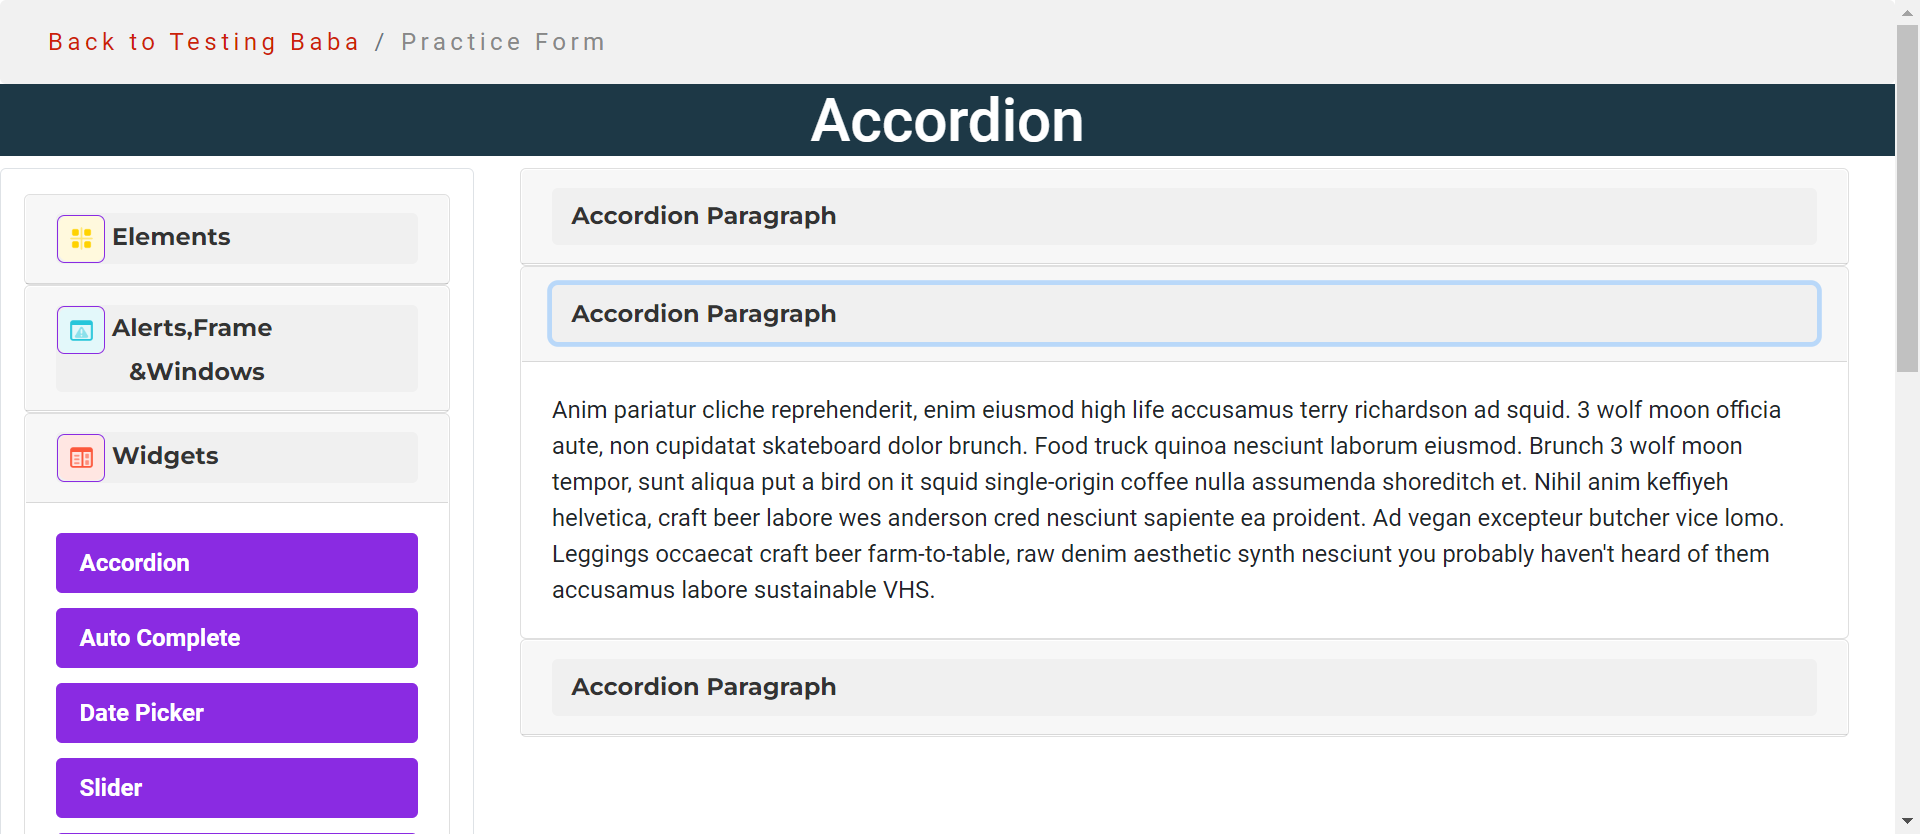 Back to Testing Baba / Practice Form
Accordion
Elements
Alerts,Frame
&Windows
Widgets
Accordion
Auto Complete
Date Picker
Slider
Accordion Paragraph
Accordion Paragraph
Anim pariatur cliche reprehenderit, enim eiusmod high life accusamus terry richardson ad squid. 3 wolf moon officia
aute, non cupidatat skateboard dolor brunch. Food truck quinoa nesciunt laborum eiusmod. Brunch 3 wolf moon
tempor, sunt aliqua put a bird on it squid single-origin coffee nulla assumenda shoreditch et. Nihil anim keffiyeh
helvetica, craft beer labore wes anderson cred nesciunt sapiente ea proident. Ad vegan excepteur butcher vice lomo.
Leggings occaecat craft beer farm-to-table, raw denim aesthetic synth nesciunt you probably haven't heard of them
accusamus labore sustainable VHS.
Accordion Paragraph